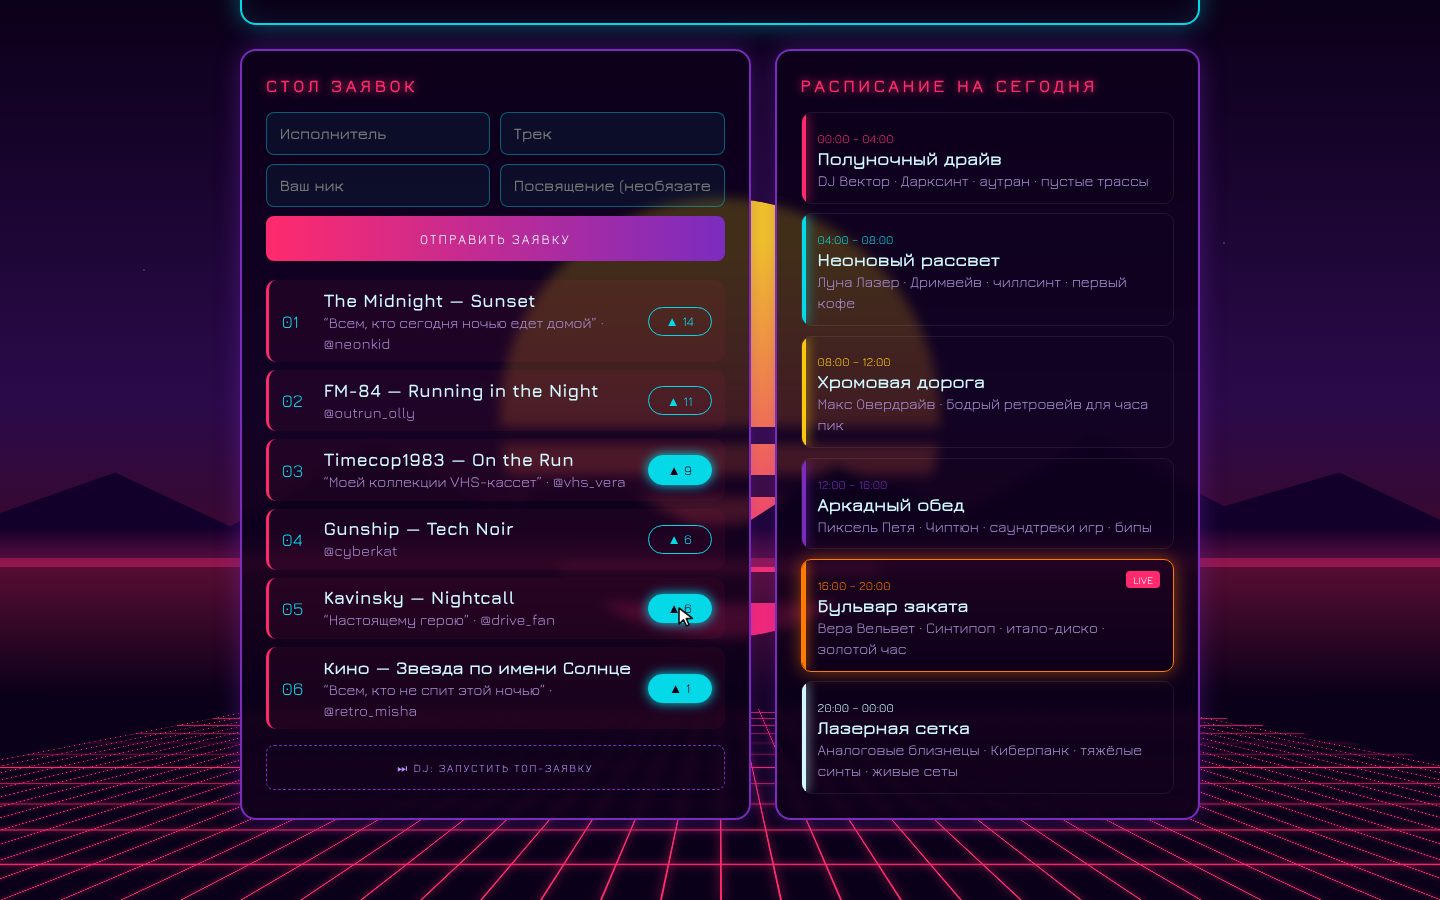 СТОЛ ЗАЯВОК
Исполнитель
Трек
Ваш ник
Посвящение (необязате
ОТПРАВИТЬ ЗАЯВКУ
01
The Midnight — Sunset
“Всем, кто сегодня ночью едет домой” ·
@neonkid
▲ 14
02
FM-84 — Running in the Night
@outrun_olly
▲ 11
03
Timecop1983 — On the Run
“Моей коллекции VHS-кассет” · @vhs_vera
▲ 9
04
Gunship — Tech Noir
@cyberkat
▲ 6
05
Kavinsky — Nightcall
“Настоящему герою” · @drive_fan
▲ 6
06
Кино — Звезда по имени Солнце
“Всем, кто не спит этой ночью” ·
@retro_misha
▲ 1
⏭ DJ: ЗАПУСТИТЬ ТОП-ЗАЯВКУ
РАСПИСАНИЕ НА СЕГОДНЯ
00:00 – 04:00
Полуночный драйв
DJ Вектор · Дарксинт · аутран · пустые трассы
04:00 – 08:00
Неоновый рассвет
Луна Лазер · Дримвейв · чиллсинт · первый
кофе
08:00 – 12:00
Хромовая дорога
Макс Овердрайв · Бодрый ретровейв для часа
пик
12:00 – 16:00
Аркадный обед
Пиксель Петя · Чиптюн · саундтреки игр · бипы
16:00 – 20:00
LIVE
Бульвар заката
Вера Вельвет · Синтипоп · итало-диско ·
золотой час
20:00 – 00:00
Лазерная сетка
Аналоговые близнецы · Киберпанк · тяжёлые
синты · живые сеты